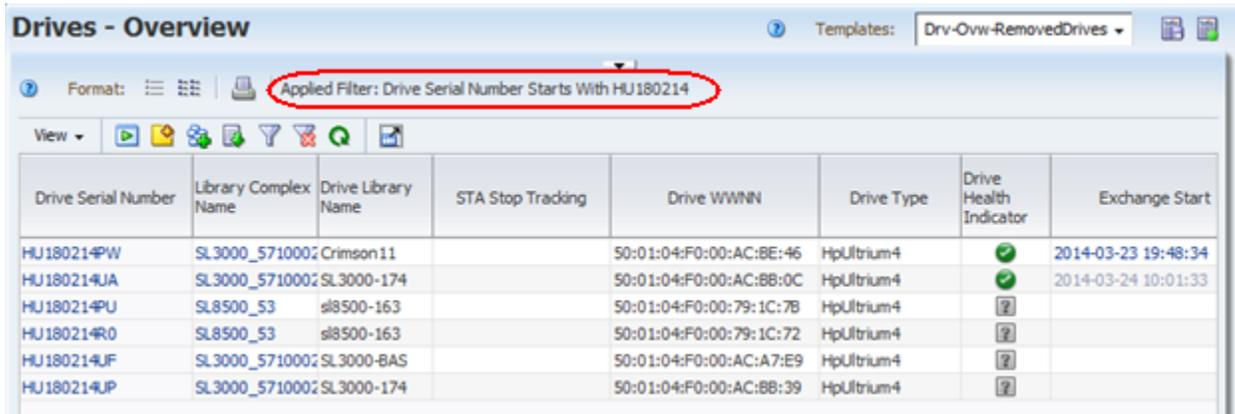 Drives - Overview Templates: Drv-Ovw-RemovedDrives
Format: Applied Filter: Drive Serial Number Starts With HU180214
View
Drive Serial Number Library Complex Name Drive Library Name STA Stop Tracking Drive WWNN Drive Type Drive Health Indicator Exchange Start
HU180214PW SL3000_5710002 Crimson11 50:01:04:F0:00:AC:BE:46 HpUltrium4 2014-03-23 19:48:34
HU180214UA SL3000_5710002 SL3000-174 50:01:04:F0:00:AC:BB:0C HpUltrium4 2014-03-24 10:01:33
HU180214PU SL8500_53 sl8500-163 50:01:04:F0:00:79:1C:7B HpUltrium4 ?
HU180214R0 SL8500_53 sl8500-163 50:01:04:F0:00:79:1C:72 HpUltrium4 ?
HU180214UF SL3000_5710002 SL3000-BAS 50:01:04:F0:00:AC:A7:E9 HpUltrium4 ?
HU180214UP SL3000_5710002 SL3000-174 50:01:04:F0:00:AC:BB:39 HpUltrium4 ?